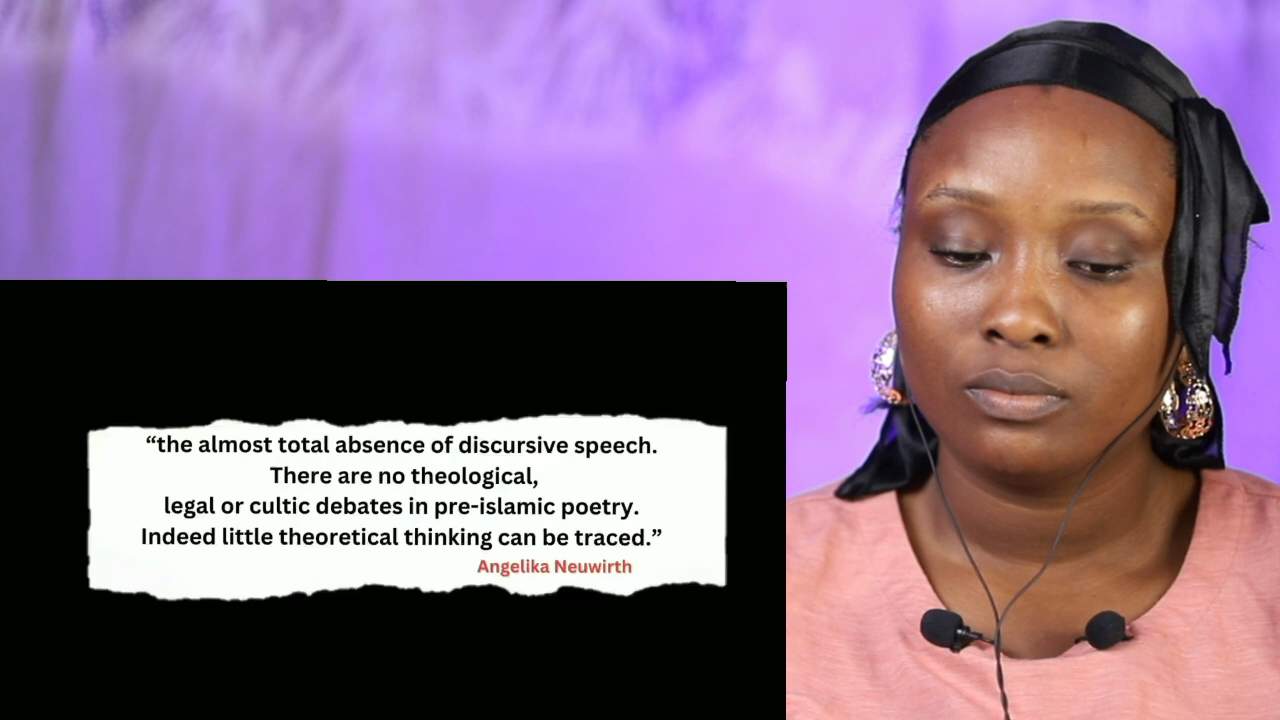 “the almost total absence of discursive speech.
There are no theological,
legal or cultic debates in pre-islamic poetry.
Indeed little theoretical thinking can be traced.”
Angelika Neuwirth